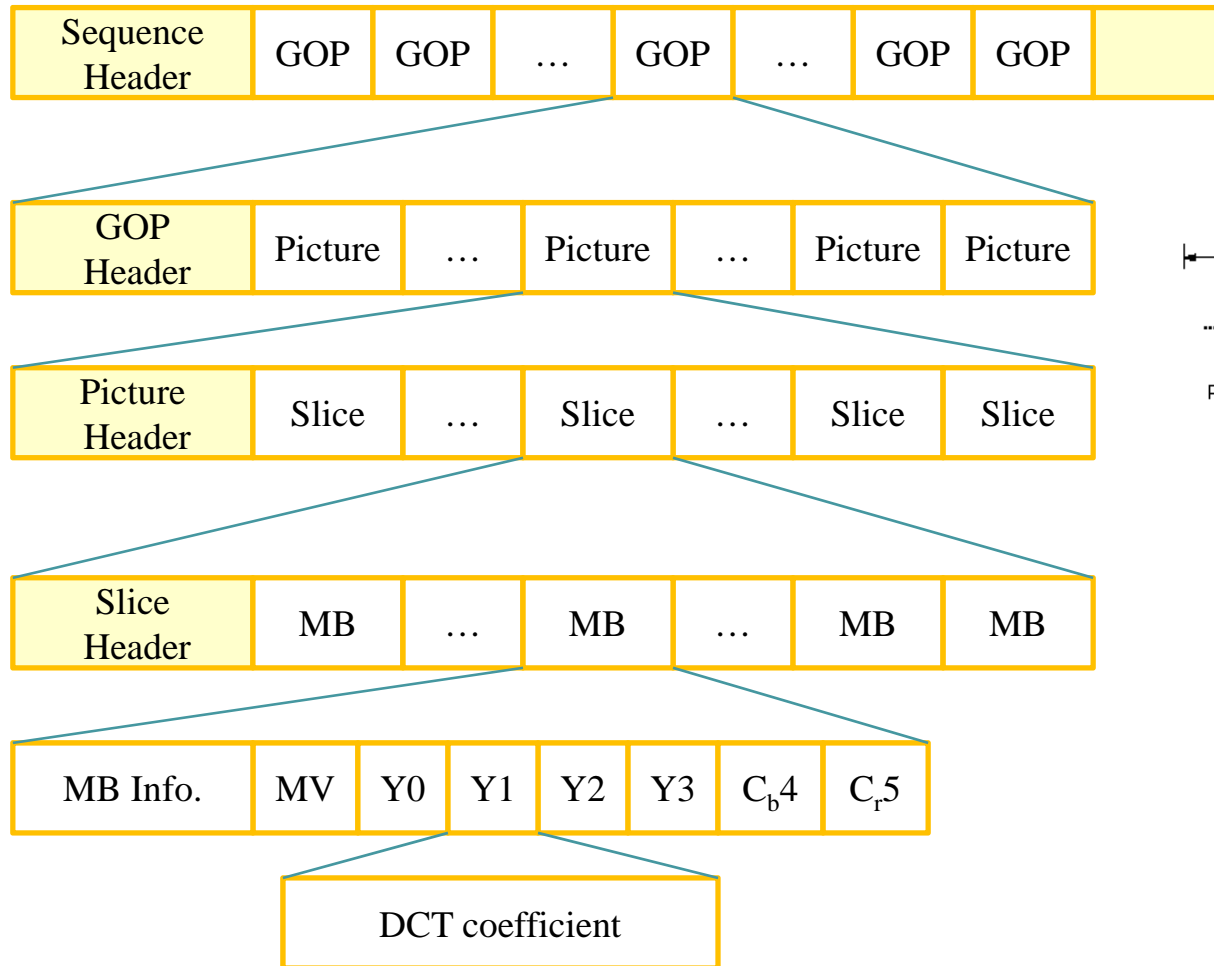 Sequence Header GOP GOP … GOP … GOP GOP
GOP Header Picture … Picture … Picture Picture
Picture Header Slice … Slice … Slice Slice
Slice Header MB … MB … MB MB
MB Info. MV Y0 Y1 Y2 Y3 Cb4 Cr5
DCT coefficient